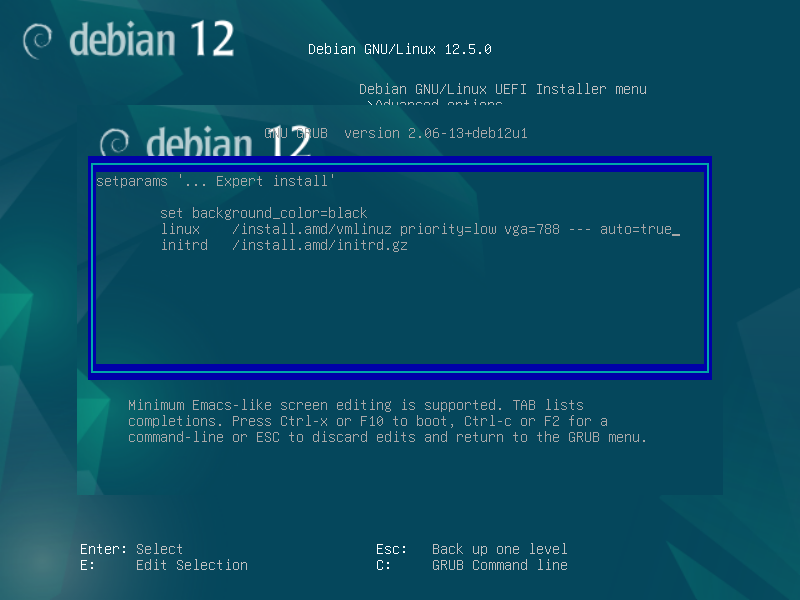 debian 12
Debian GNU/Linux 12.5.0
Debian GNU/Linux UEFI Installer menu
>Advanced options
debian 12
GNU GRUB  version 2.06-13+deb12u1
setparams '... Expert install'
set background_color=black
linux    /install.amd/vmlinuz priority=low vga=788 --- auto=true_
initrd   /install.amd/initrd.gz
Minimum Emacs-like screen editing is supported. TAB lists
completions. Press Ctrl-x or F10 to boot, Ctrl-c or F2 for a
command-line or ESC to discard edits and return to the GRUB menu.
Enter: Select                        Esc:   Back up one level
E:     Edit Selection                C:     GRUB Command line